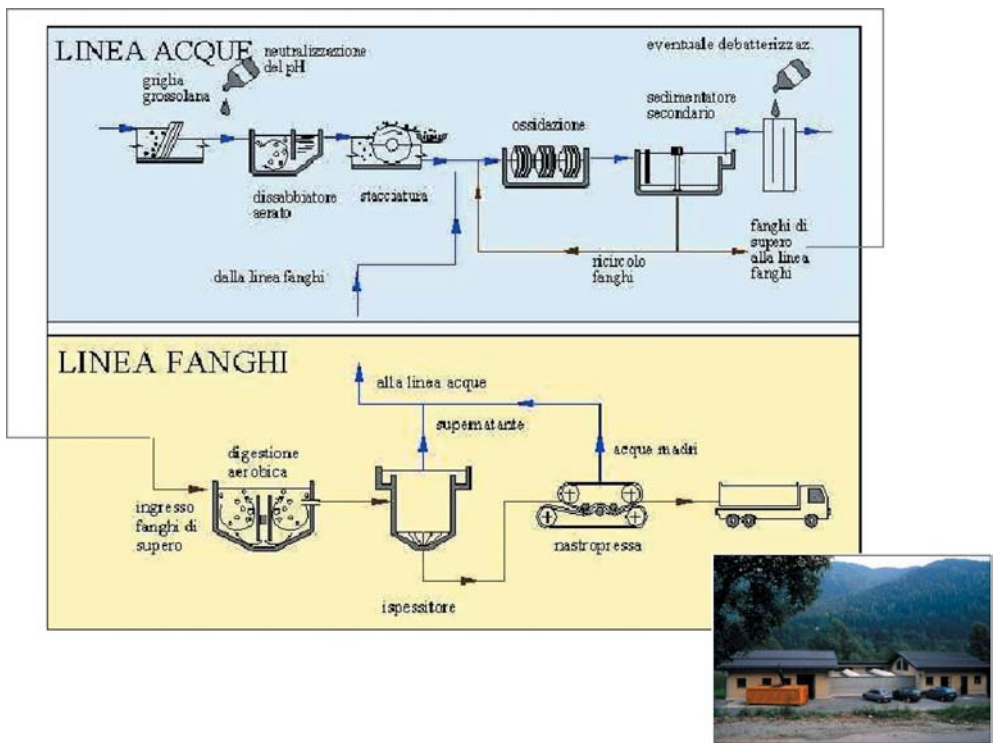 LINEA ACQUE
neutralizzazione
del pH
griglia
grossolana
eventuale debatterizzaz.
sedimentatore
secondario
ossidazione
dissabbiatore
aerato
stacciatura
dalla linea fanghi
ricircolo
fanghi
fanghi di
supero
alla linea
fanghi
LINEA FANGHI
alla linea acque
supernatante
acque madri
digestione
aerobica
ingresso
fanghi di
supero
nastropressa
ispessitore